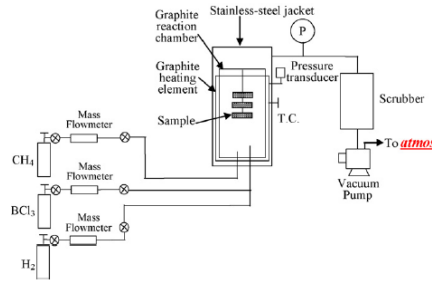 Stainless-steel jacket
Graphite
reaction
chamber
P
Graphite
heating
element
Pressure
transducer
Scrubber
Sample
T.C.
Mass
Flowmeter
CH4
To atmos
Mass
Flowmeter
BCl3
Vacuum
Pump
Mass
Flowmeter
H2